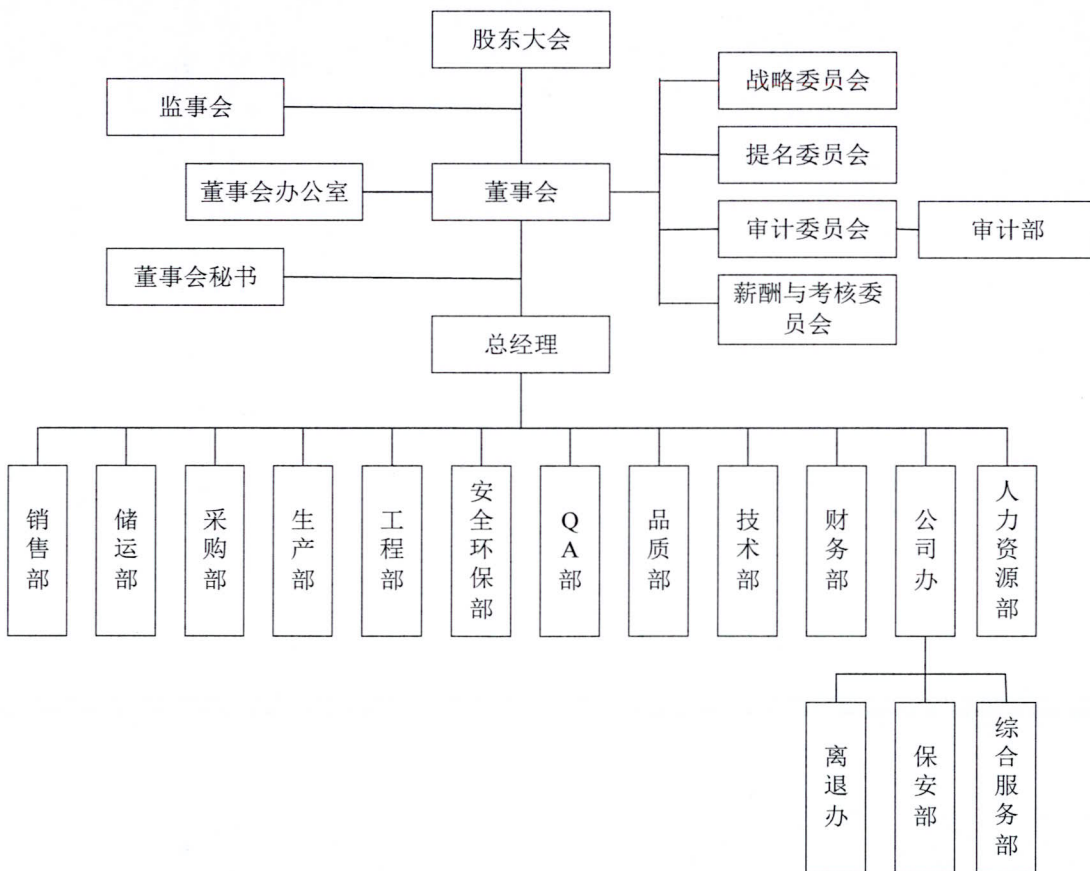 股东大会
战略委员会
监事会
提名委员会
董事会办公室
董事会
审计委员会
审计部
董事会秘书
薪酬与考核委
员会
总经理
销售部
储运部
采购部
生产部
工程部
安全环保部
QA部
品质部
技术部
财务部
公司办
人力资源部
离退办
保安部
综合服务部